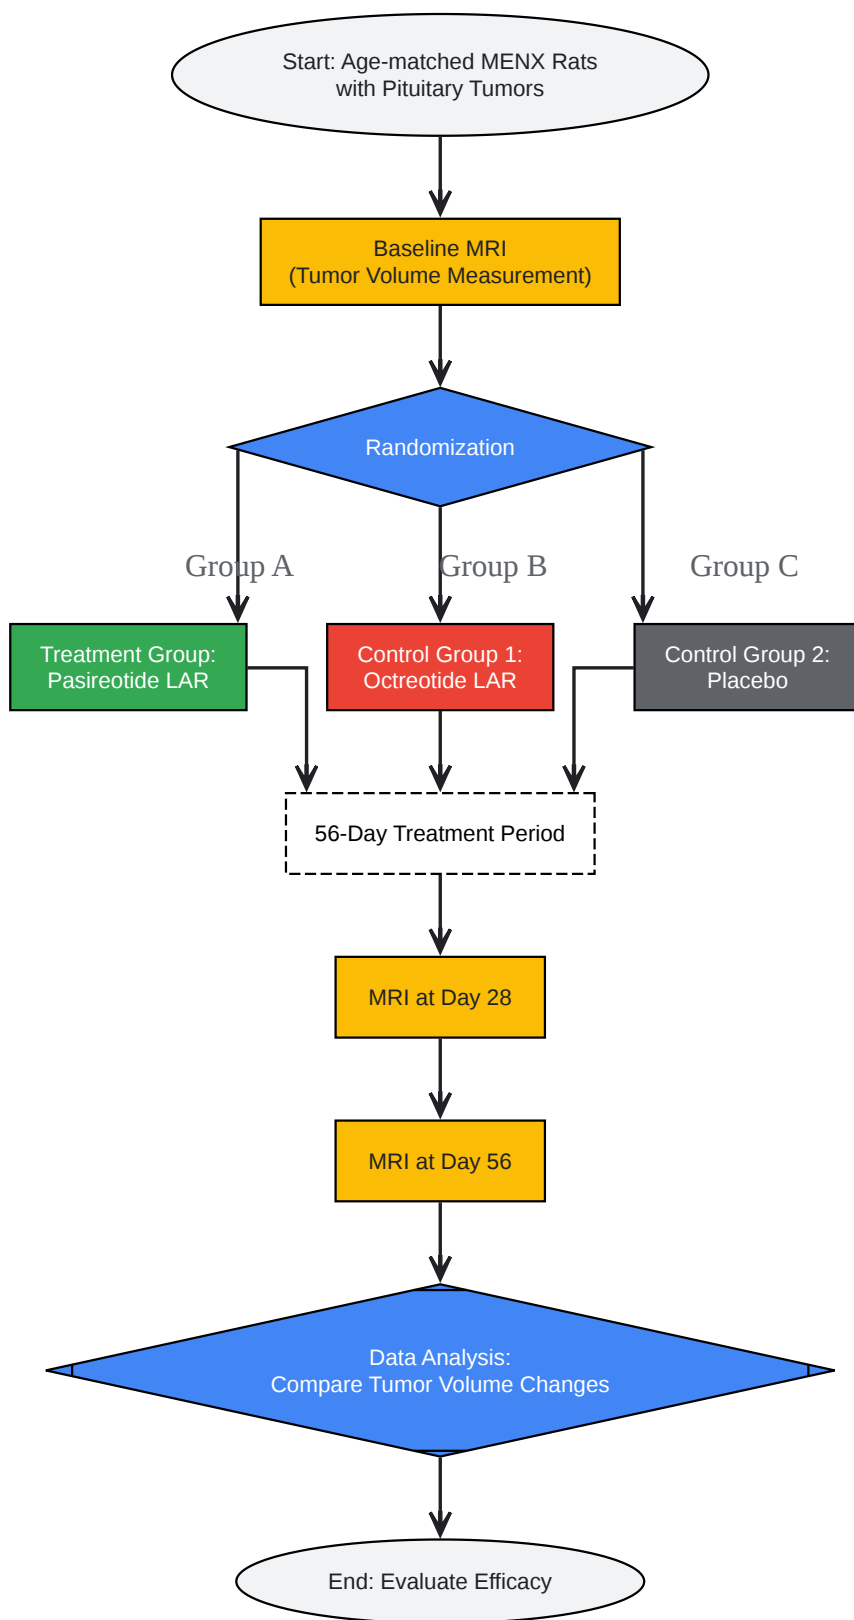 Start: Age-matched MENX Rats
with Pituitary Tumors
Baseline MRI
(Tumor Volume Measurement)
Randomization
Group A
Group B
Group C
Treatment Group:
Pasireotide LAR
Control Group 1:
Octreotide LAR
Control Group 2:
Placebo
56-Day Treatment Period
MRI at Day 28
MRI at Day 56
Data Analysis:
Compare Tumor Volume Changes
End: Evaluate Efficacy